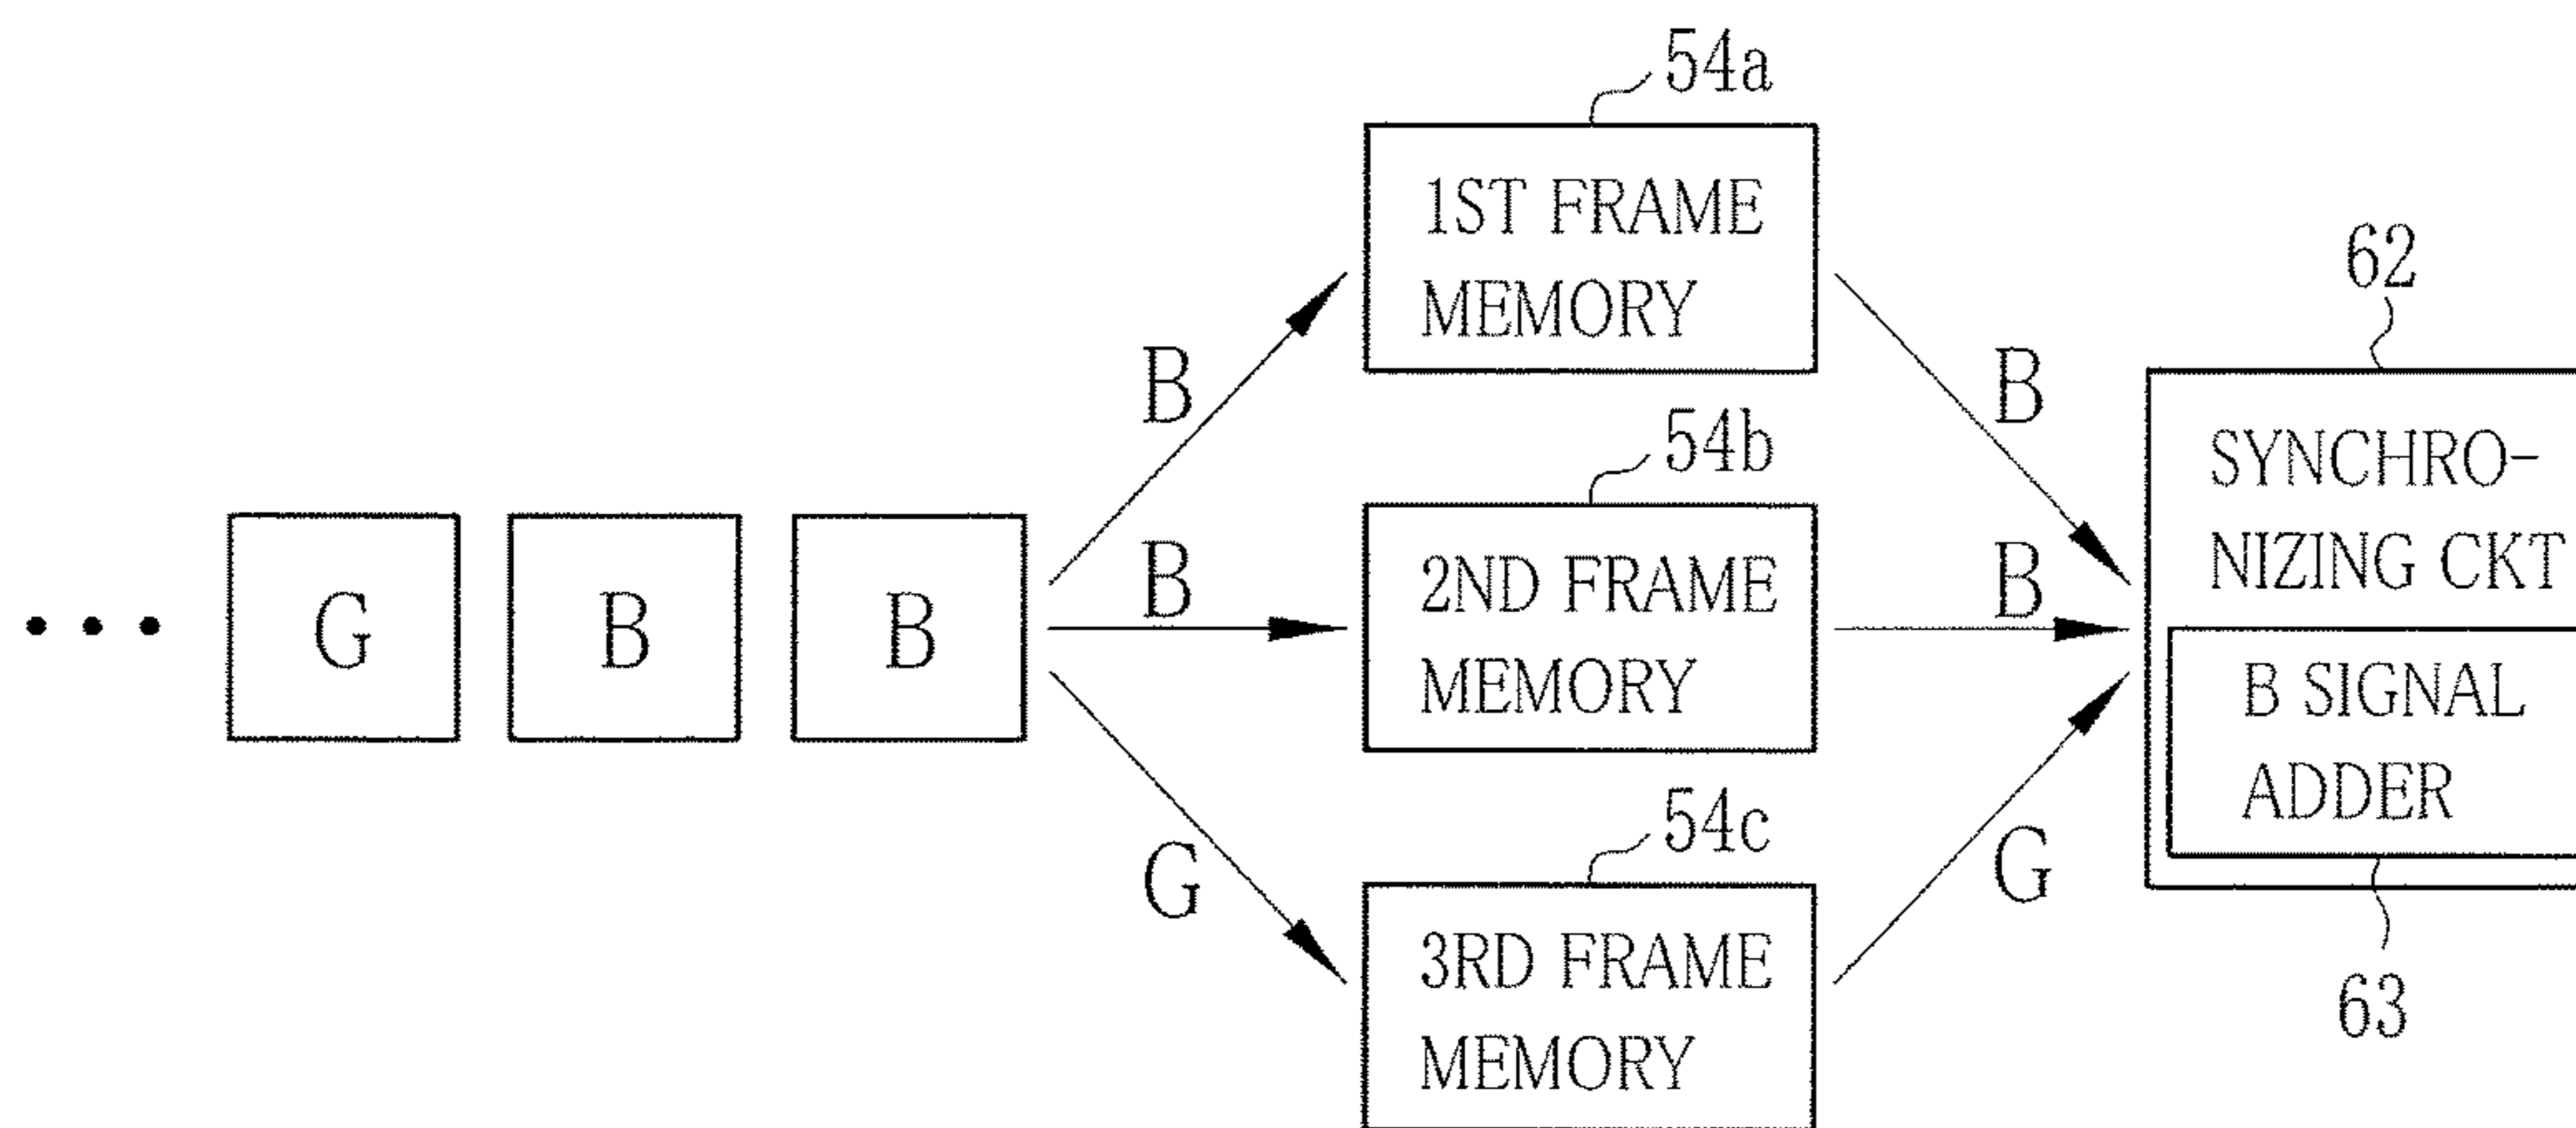 54a
1ST FRAME
MEMORY
62
B
B
54b
SYNCHRO-
NIZING CKT
G
B
B
B
2ND FRAME
MEMORY
B
B SIGNAL
ADDER
54c
G
G
3RD FRAME
MEMORY
63